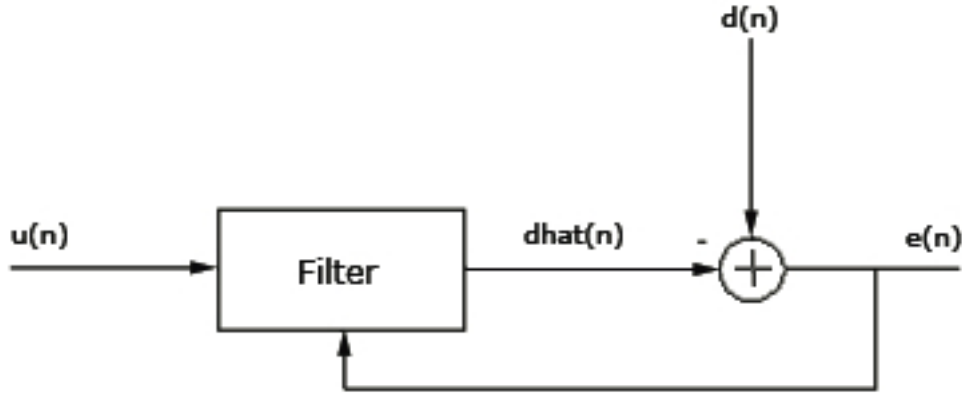 d(n)
u(n)
dhat(n)
-
e(n)
Filter
+